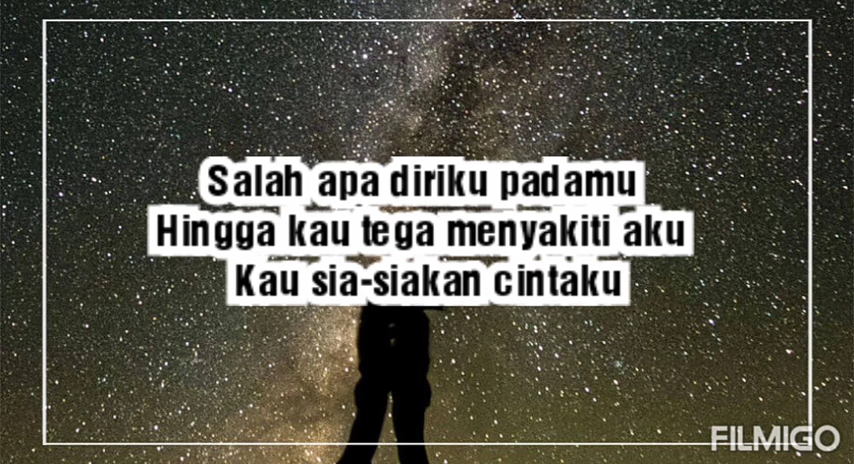 Salah apa diriku padamu
Hingga kau tega menyakiti aku
Kau sia-siakan cintaku
FILMIGO